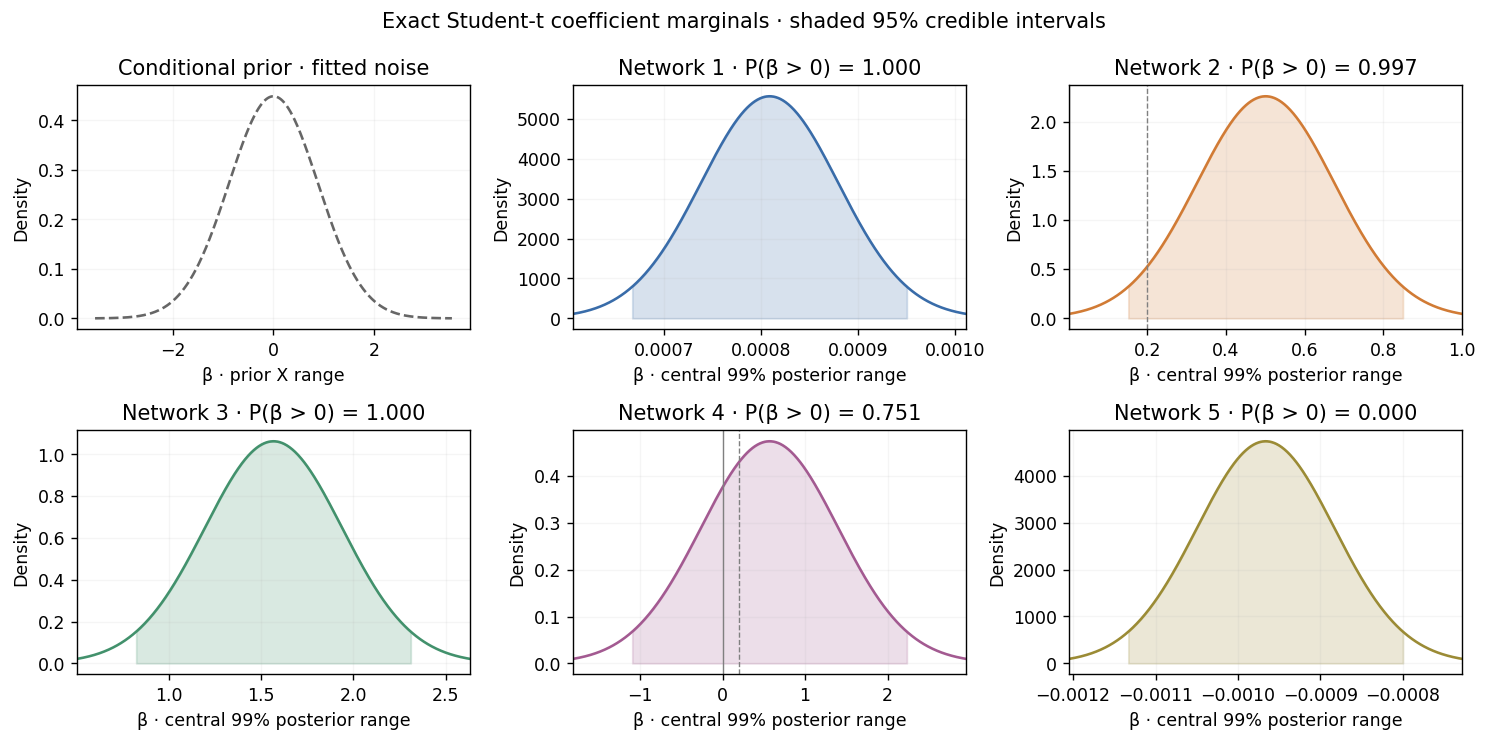 Exact Student-t coefficient marginals · shaded 95% credible intervals
Conditional prior · fitted noise
Density
0.4
0.3
0.2
0.1
0.0
−2 0 2
β · prior X range
Network 1 · P(β > 0) = 1.000
Density
5000
4000
3000
2000
1000
0
0.0007 0.0008 0.0009 0.0010
β · central 99% posterior range
Network 2 · P(β > 0) = 0.997
Density
2.0
1.5
1.0
0.5
0.0
0.2 0.4 0.6 0.8 1.0
β · central 99% posterior range
Network 3 · P(β > 0) = 1.000
Density
1.0
0.8
0.6
0.4
0.2
0.0
1.0 1.5 2.0 2.5
β · central 99% posterior range
Network 4 · P(β > 0) = 0.751
Density
0.4
0.3
0.2
0.1
0.0
−1 0 1 2
β · central 99% posterior range
Network 5 · P(β > 0) = 0.000
Density
4000
3000
2000
1000
0
−0.0012 −0.0011 −0.0010 −0.0009 −0.0008
β · central 99% posterior range